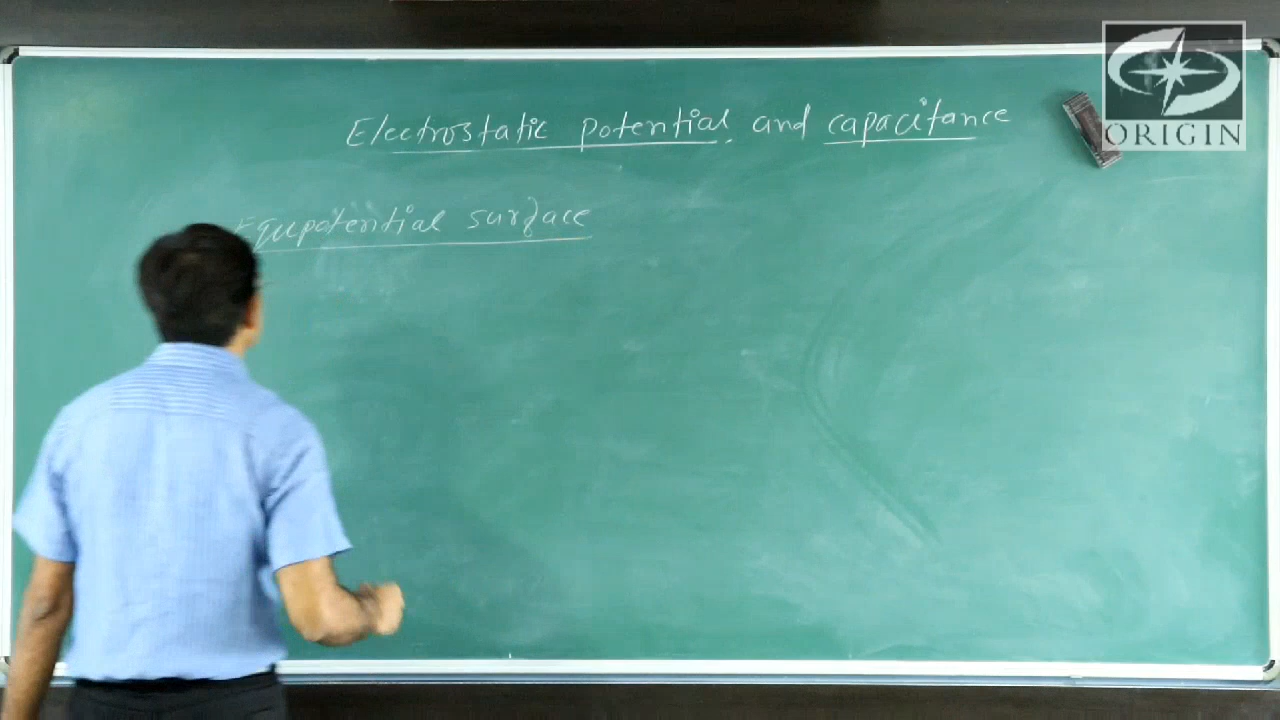 Electrostatic potential and capacitance
ORIGIN
Equipotential surface